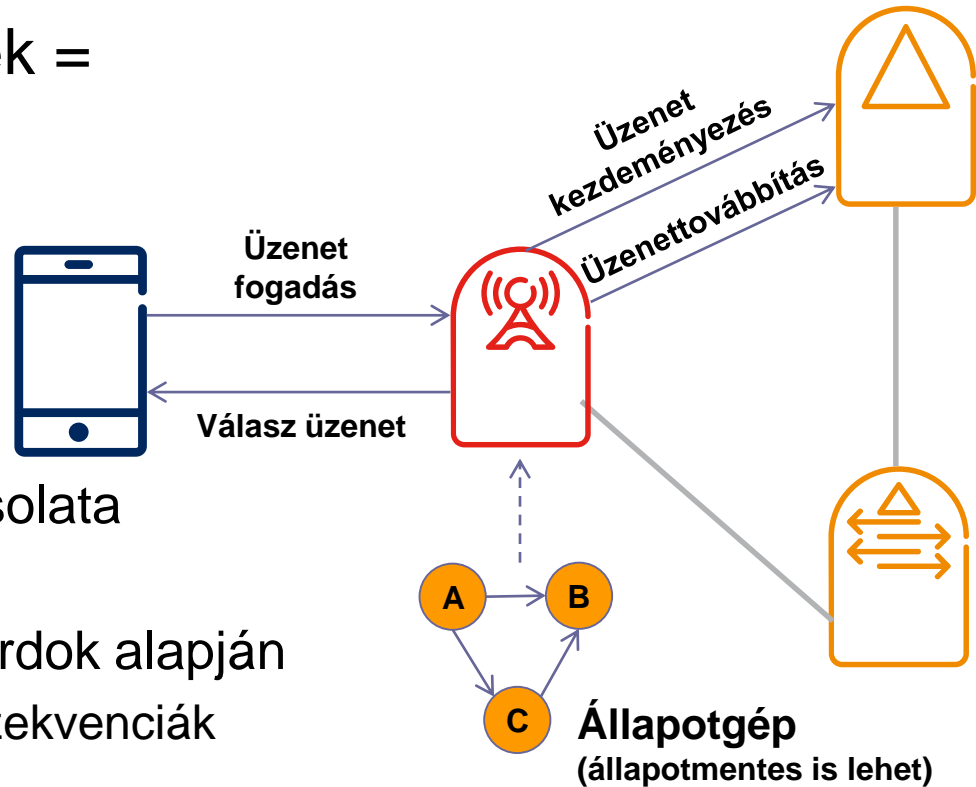 ek =
Üzenet
kezdeményezés
Üzenettovábbítás
Üzenet
fogadás
Válasz üzenet
solata
A
B
rdok alapján
zekvenciák
C
Állapotgép
(állapotmentes is lehet)